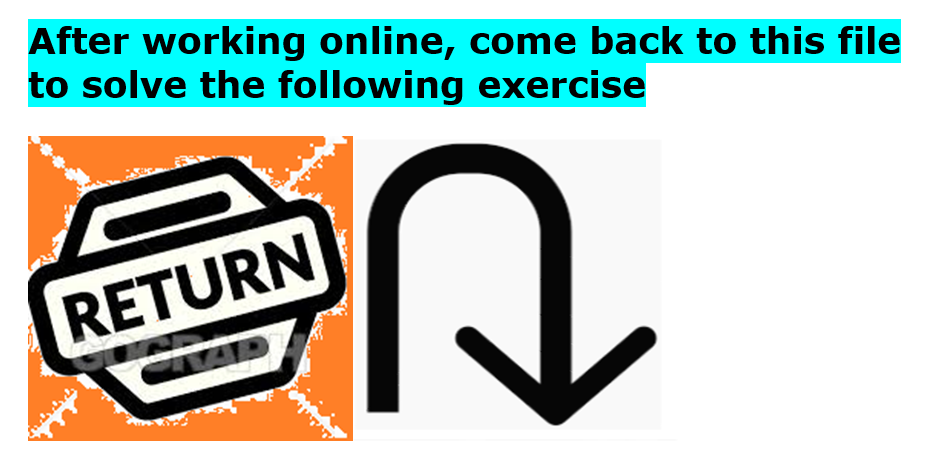 After working online, come back to this file
to solve the following exercise
RETURN
GOGRAPH